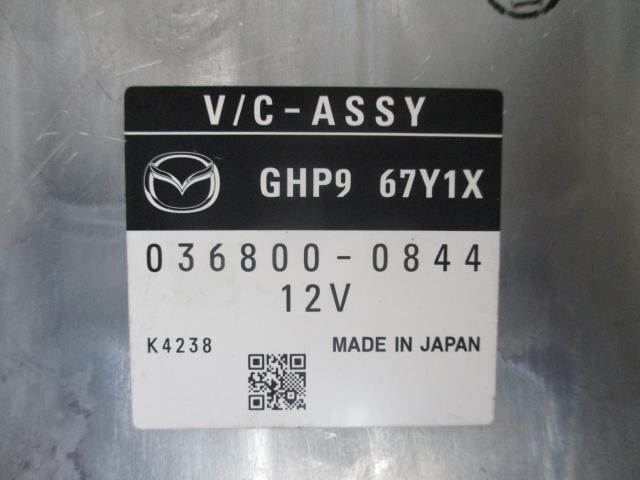 V/C-ASSY
GHP9 67Y1X
036800-0844
12V
K4238 MADE IN JAPAN